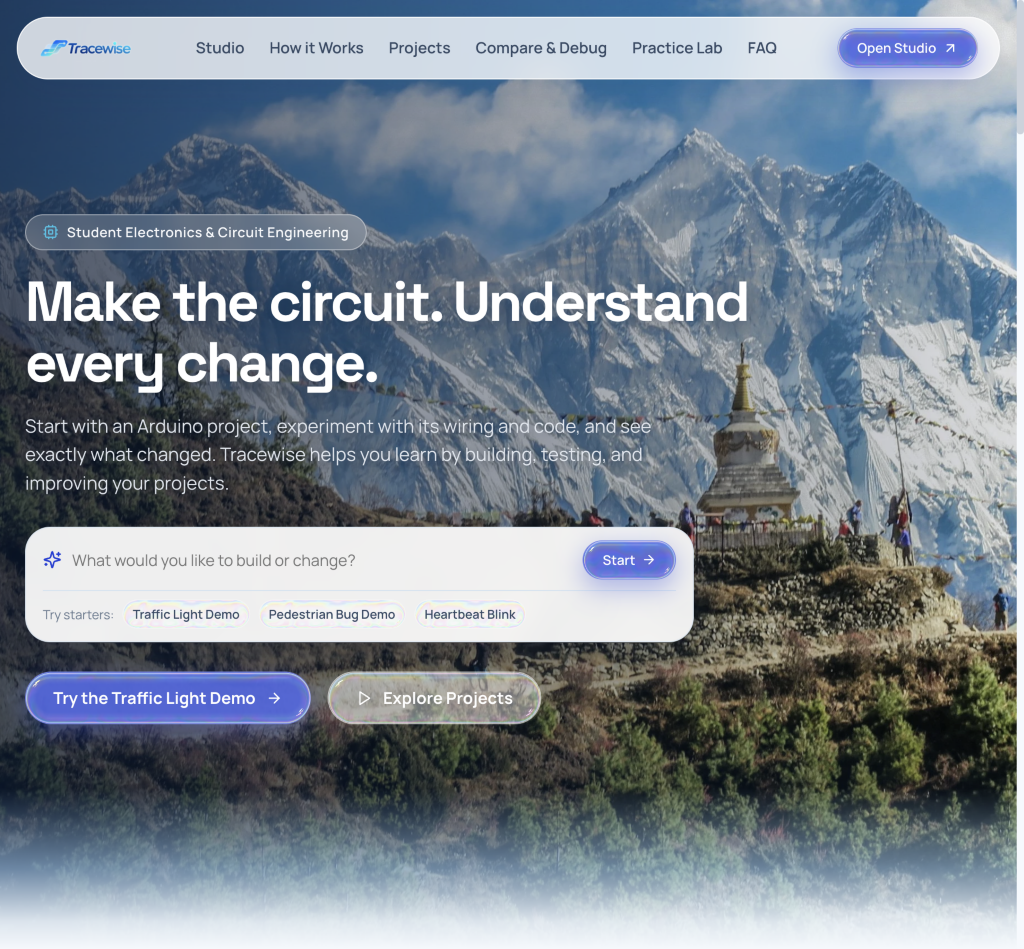 Tracewise
Studio
How it Works
Projects
Compare & Debug
Practice Lab
FAQ
Open Studio
Student Electronics & Circuit Engineering
Make the circuit. Understand
every change.
Start with an Arduino project, experiment with its wiring and code, and see
exactly what changed. Tracewise helps you learn by building, testing, and
improving your projects.
What would you like to build or change?
Start
Try starters:
Traffic Light Demo
Pedestrian Bug Demo
Heartbeat Blink
Try the Traffic Light Demo
Explore Projects